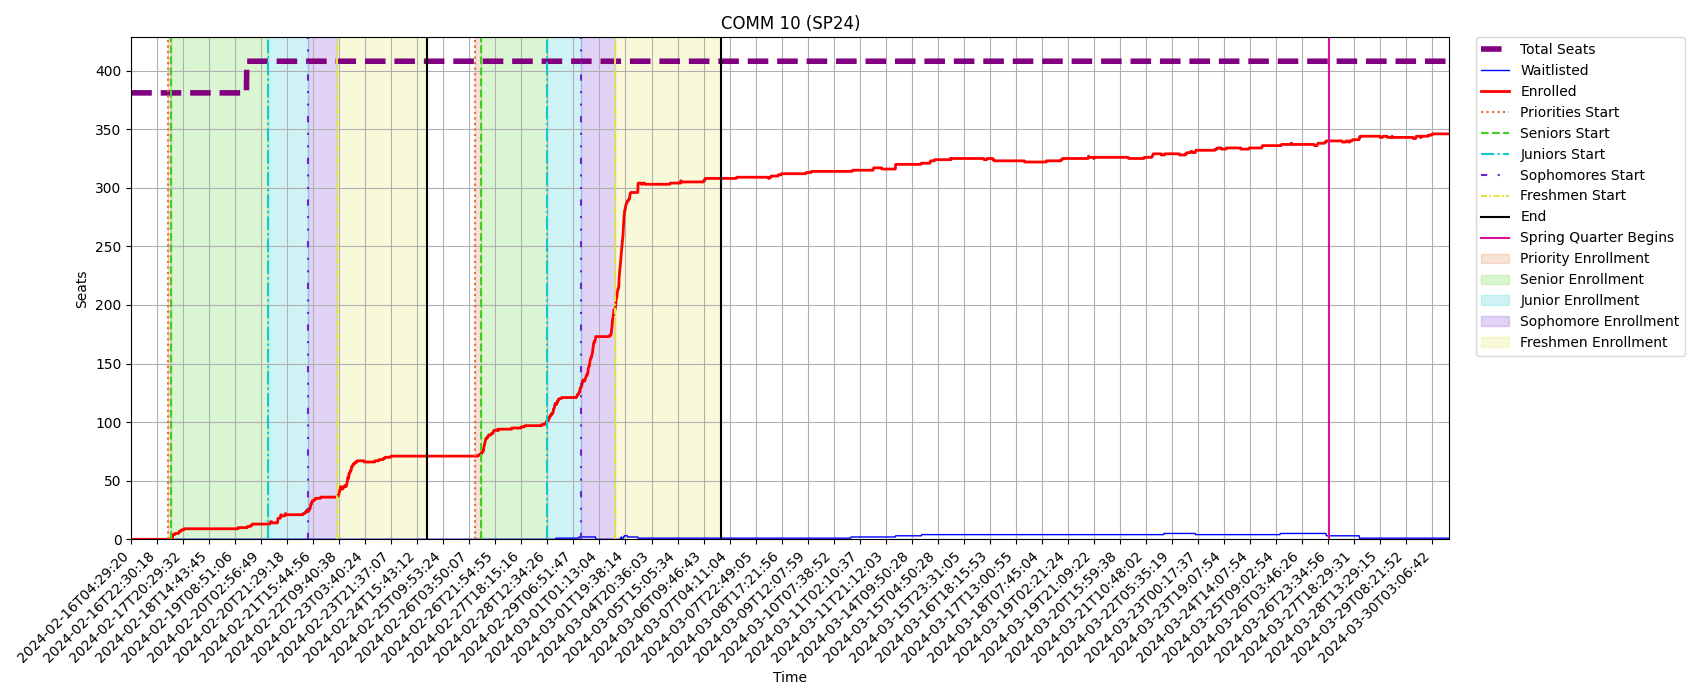 COMM 10 (SP24)
Seats
400
350
300
250
200
150
100
50
0
2024-02-16T04:29:20
2024-02-16T22:30:18
2024-02-17T20:29:32
2024-02-18T14:43:45
2024-02-19T08:51:06
2024-02-20T02:56:49
2024-02-20T21:29:18
2024-02-21T15:44:56
2024-02-22T09:40:38
2024-02-23T03:40:24
2024-02-23T21:37:07
2024-02-24T15:43:12
2024-02-25T09:53:24
2024-02-26T03:50:07
2024-02-26T21:54:55
2024-02-27T18:15:16
2024-02-28T12:34:26
2024-02-29T06:51:47
2024-03-01T01:13:04
2024-03-01T19:38:14
2024-03-04T20:36:03
2024-03-05T15:05:34
2024-03-06T09:46:43
2024-03-07T04:11:04
2024-03-07T22:49:05
2024-03-08T17:21:56
2024-03-09T12:07:59
2024-03-10T07:38:52
2024-03-11T02:10:37
2024-03-11T21:12:03
2024-03-14T09:50:28
2024-03-15T04:50:28
2024-03-15T23:31:05
2024-03-16T18:15:53
2024-03-17T13:00:55
2024-03-18T07:45:04
2024-03-19T02:21:24
2024-03-19T21:09:22
2024-03-20T15:59:38
2024-03-21T10:48:02
2024-03-22T05:35:19
2024-03-23T00:17:37
2024-03-23T19:07:54
2024-03-24T14:07:54
2024-03-25T09:02:54
2024-03-26T03:46:26
2024-03-26T23:34:56
2024-03-27T18:29:31
2024-03-28T13:29:15
2024-03-29T08:21:52
2024-03-30T03:06:42
Time
Total Seats
Waitlisted
Enrolled
Priorities Start
Seniors Start
Juniors Start
Sophomores Start
Freshmen Start
End
Spring Quarter Begins
Priority Enrollment
Senior Enrollment
Junior Enrollment
Sophomore Enrollment
Freshmen Enrollment